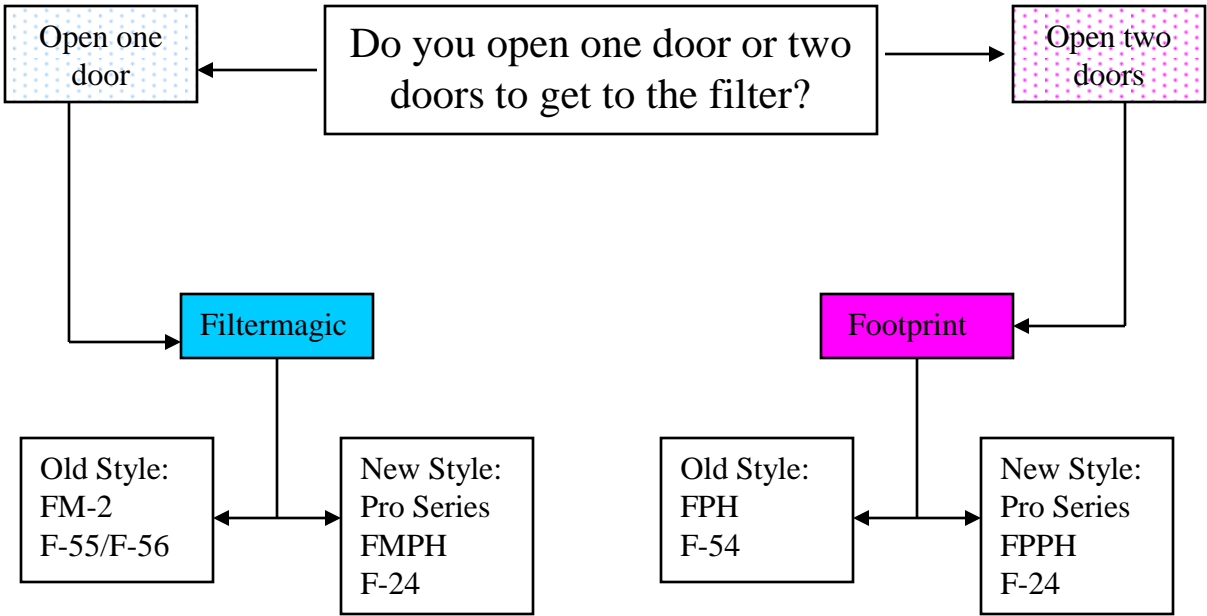 Open one
door
Do you open one door or two
doors to get to the filter?
Open two
doors
Filtermagic
Footprint
Old Style:
FM-2
F-55/F-56
New Style:
Pro Series
FMPH
F-24
Old Style:
FPH
F-54
New Style:
Pro Series
FPPH
F-24